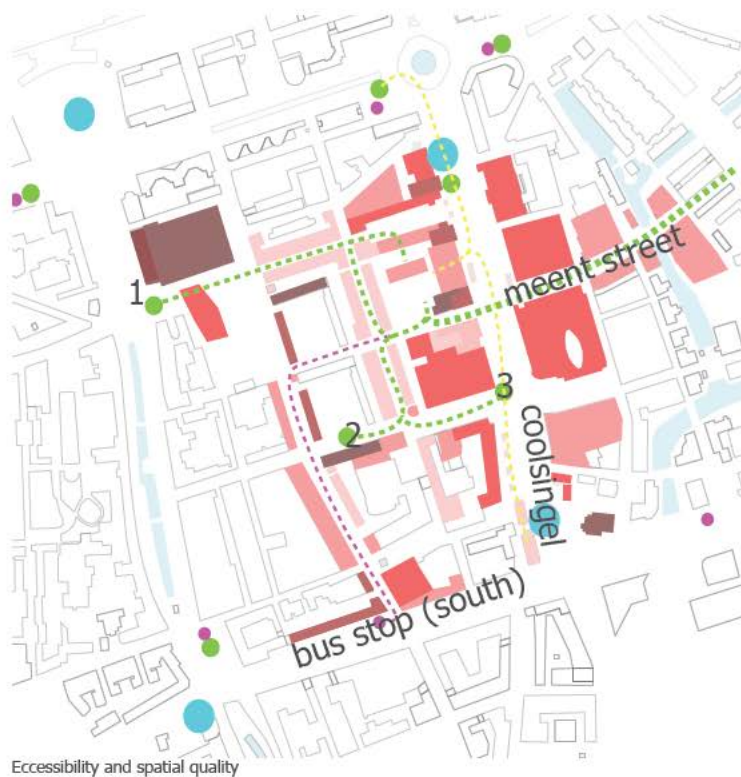 1
meent street
3
2
coolsingel
bus stop (south)
Eccessibility and spatial quality